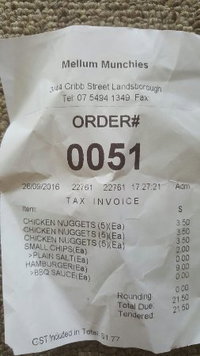 Mellum Munchies
3/4 Cribb Street Landsborough
Tel: 07 5494 1349 Fax:
ORDER#
0051
26/09/2016 22761 22761 17:27:21 Adm
TAX INVOICE
Item $
CHICKEN NUGGETS (5)(Ea) 3.50
CHICKEN NUGGETS (5)(Ea) 3.50
CHICKEN NUGGETS (5)(Ea) 3.50
SMALL CHIPS(Ea) 2.00
>PLAIN SALT(Ea) 0.00
HAMBURGER(Ea) 9.00
>BBQ SAUCE(Ea) 0.00
Rounding 0.00
Total Due 21.50
Tendered 21.50
GST Included in Total: $1.77